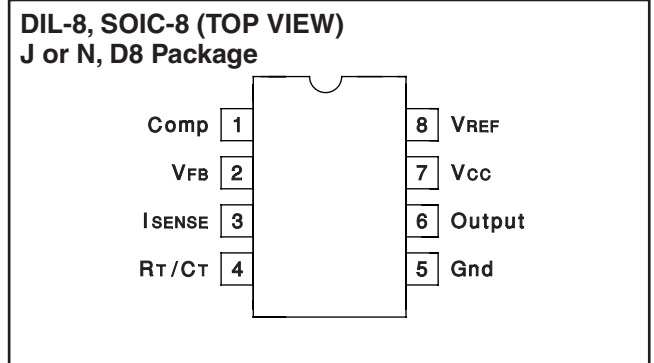 DIL-8, SOIC-8 (TOP VIEW)
J or N, D8 Package
Comp 1 8 VREF
VFB 2 7 Vcc
ISENSE 3 6 Output
RT/CT 4 5 Gnd